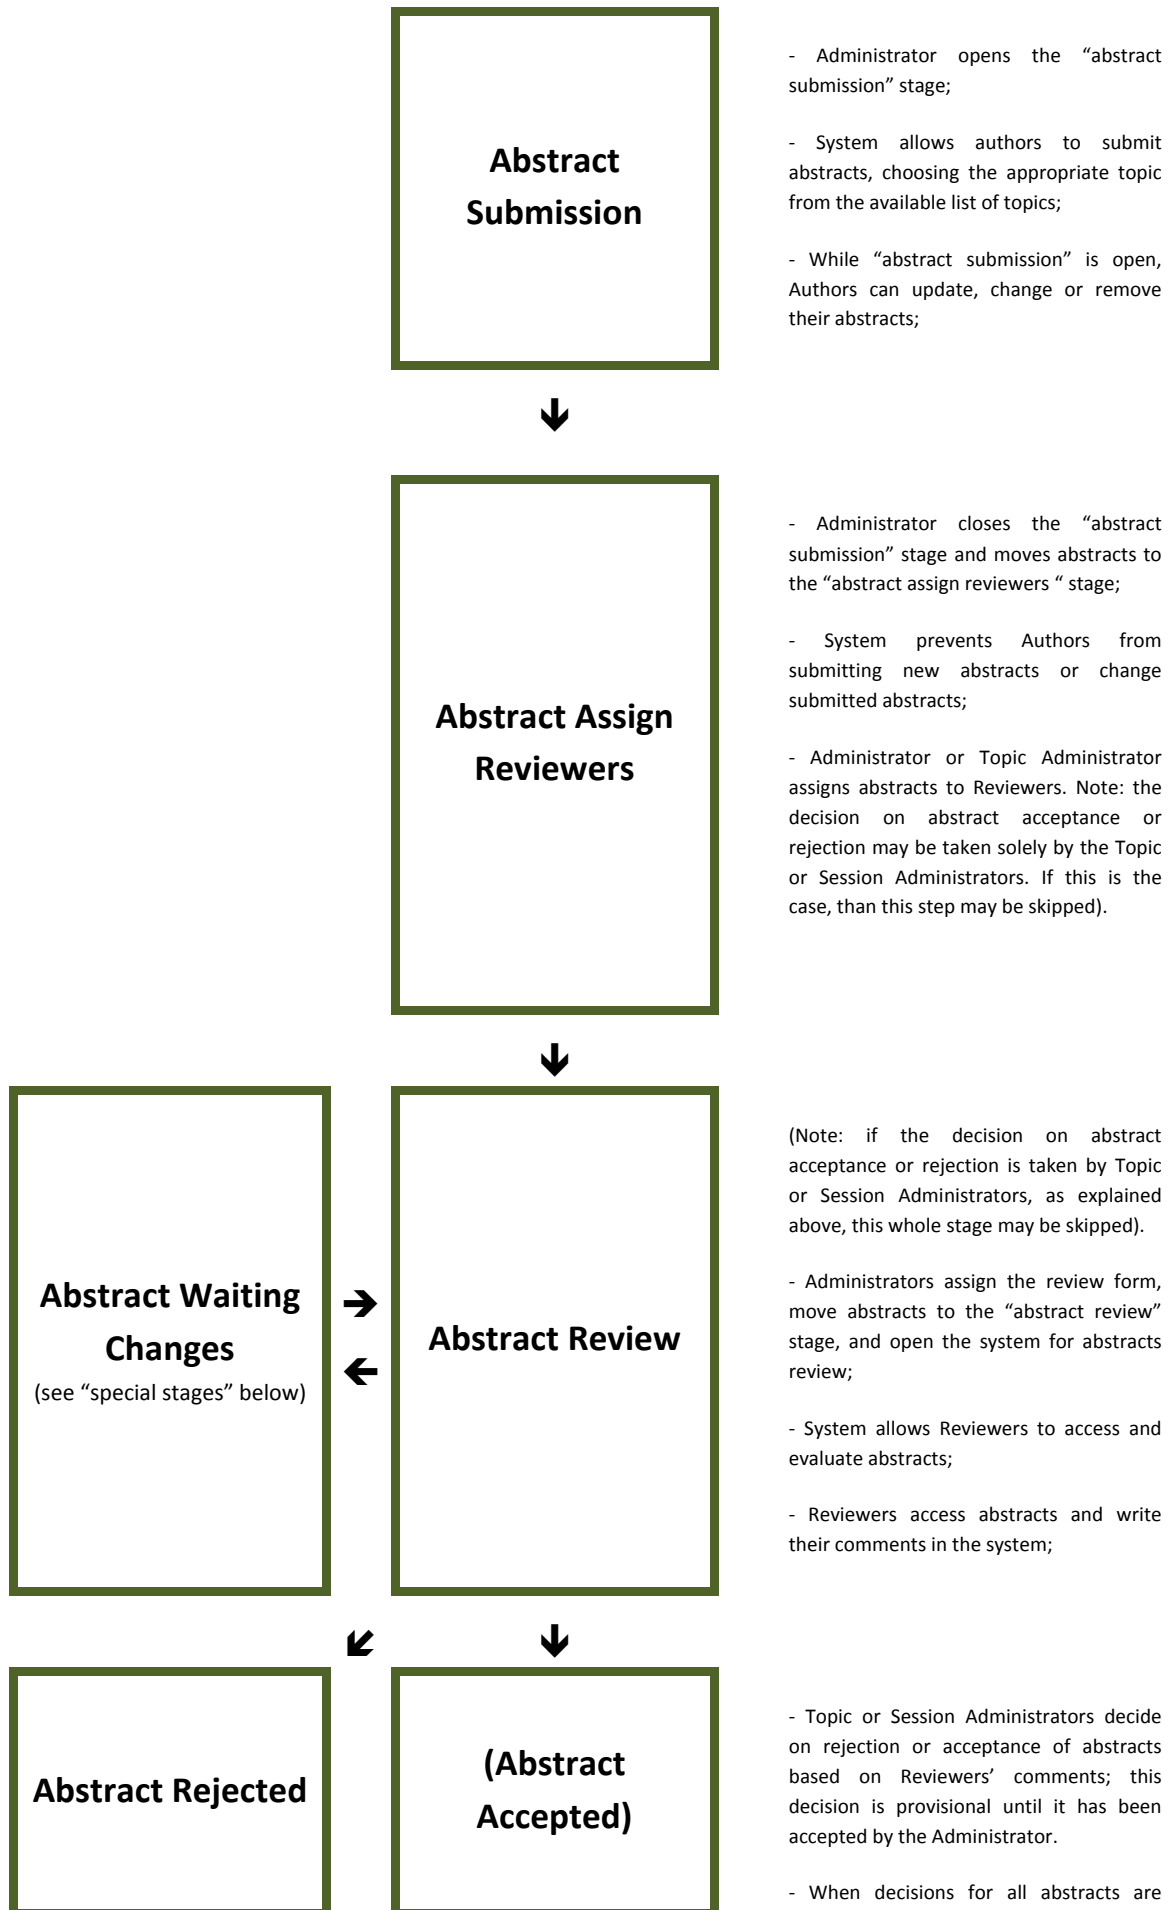 Abstract
Submission
- Administrator opens the “abstract
submission” stage;
- System allows authors to submit
abstracts, choosing the appropriate topic
from the available list of topics;
- While “abstract submission” is open,
Authors can update, change or remove
their abstracts;
Abstract Assign
Reviewers
- Administrator closes the “abstract
submission” stage and moves abstracts to
the “abstract assign reviewers “ stage;
- System prevents Authors from
submitting new abstracts or change
submitted abstracts;
- Administrator or Topic Administrator
assigns abstracts to Reviewers. Note: the
decision on abstract acceptance or
rejection may be taken solely by the Topic
or Session Administrators. If this is the
case, than this step may be skipped).
Abstract Waiting
Changes
(see “special stages” below)
Abstract Review
(Note: if the decision on abstract
acceptance or rejection is taken by Topic
or Session Administrators, as explained
above, this whole stage may be skipped).
- Administrators assign the review form,
move abstracts to the “abstract review”
stage, and open the system for abstracts
review;
- System allows Reviewers to access and
evaluate abstracts;
- Reviewers access abstracts and write
their comments in the system;
Abstract Rejected
(Abstract
Accepted)
- Topic or Session Administrators decide
on rejection or acceptance of abstracts
based on Reviewers’ comments; this
decision is provisional until it has been
accepted by the Administrator.
- When decisions for all abstracts are